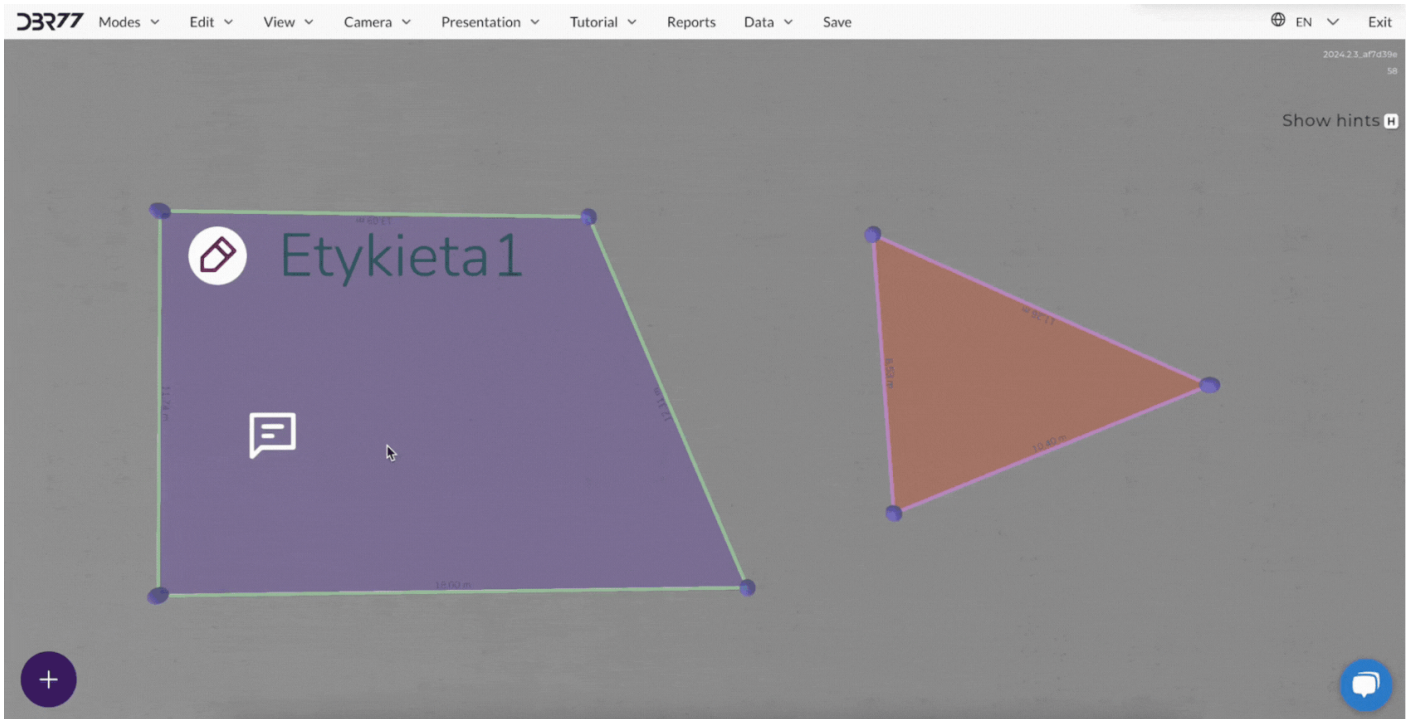 DBR77 Modes Edit View Camera Presentation Tutorial Reports Data Save EN Exit
2024.2.3_af7d39e
58
Show hints H
Etykieta1
18.00 m
10.40 m